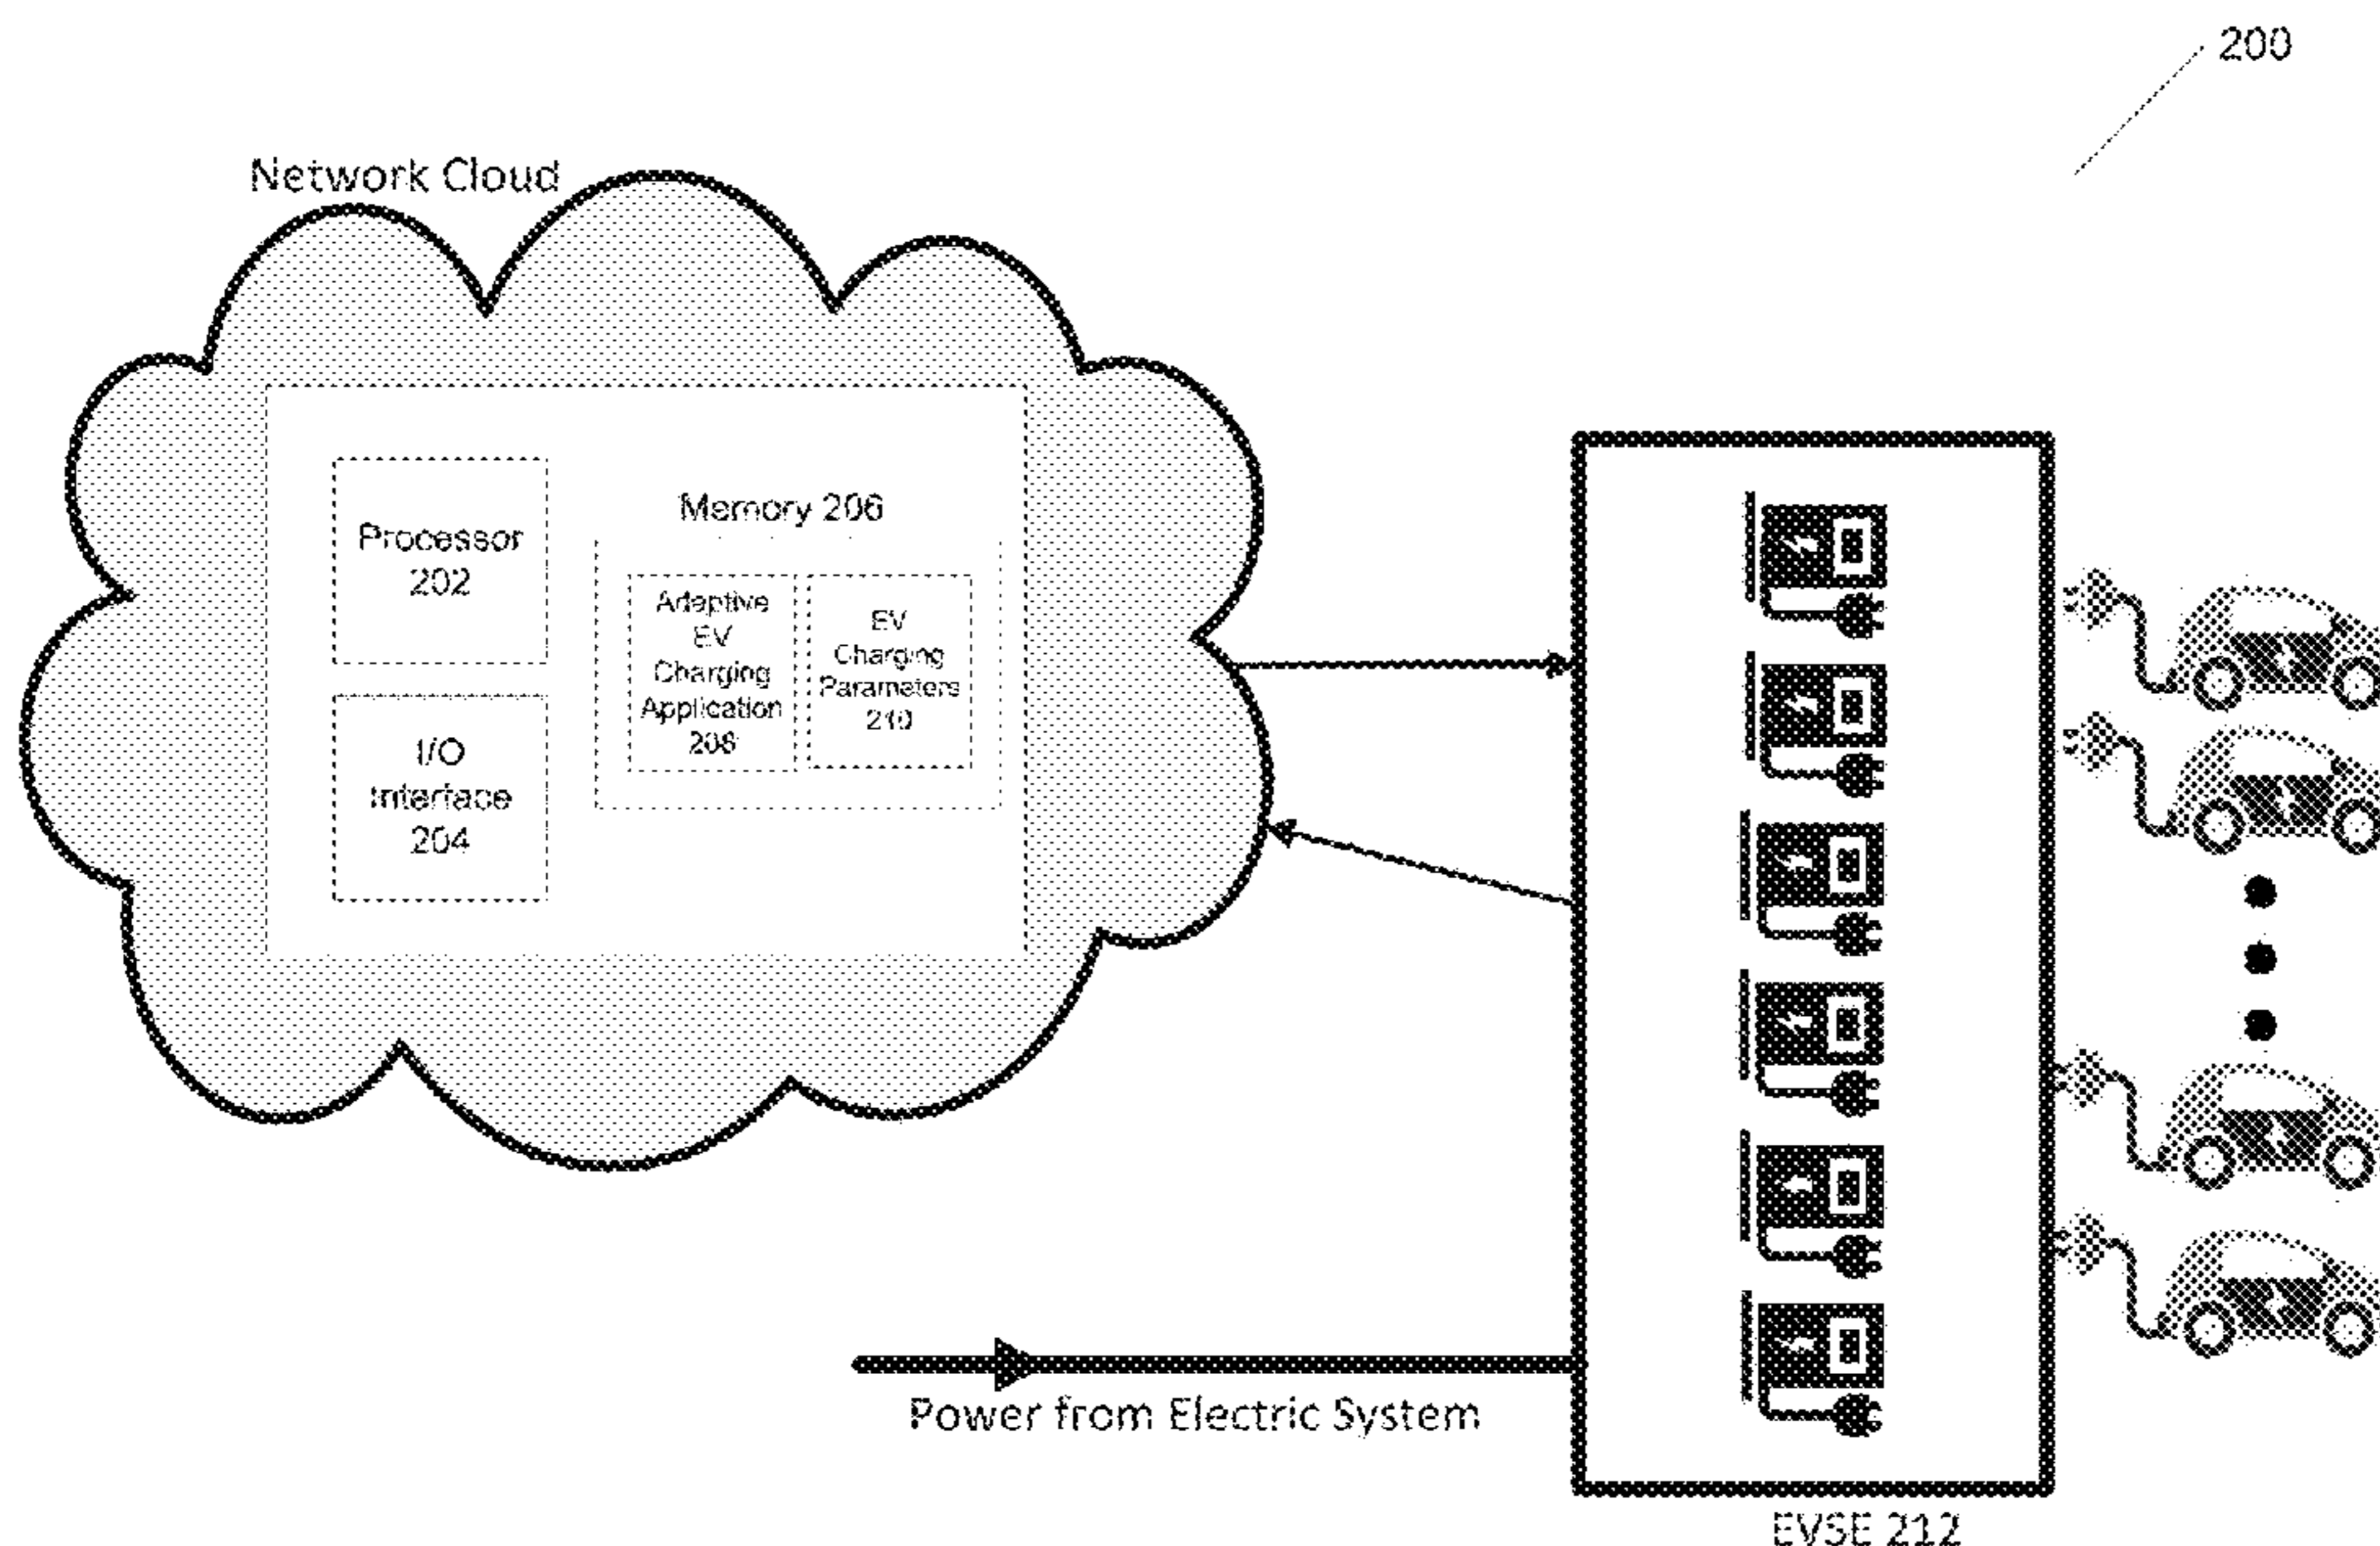 200
Network Cloud
Processor
202
I/O
Interface
204
Memory 206
Adaptive
EV
Charging
Application
208
EV
Charging
Parameters
210
Power from Electric System
EVSE 212